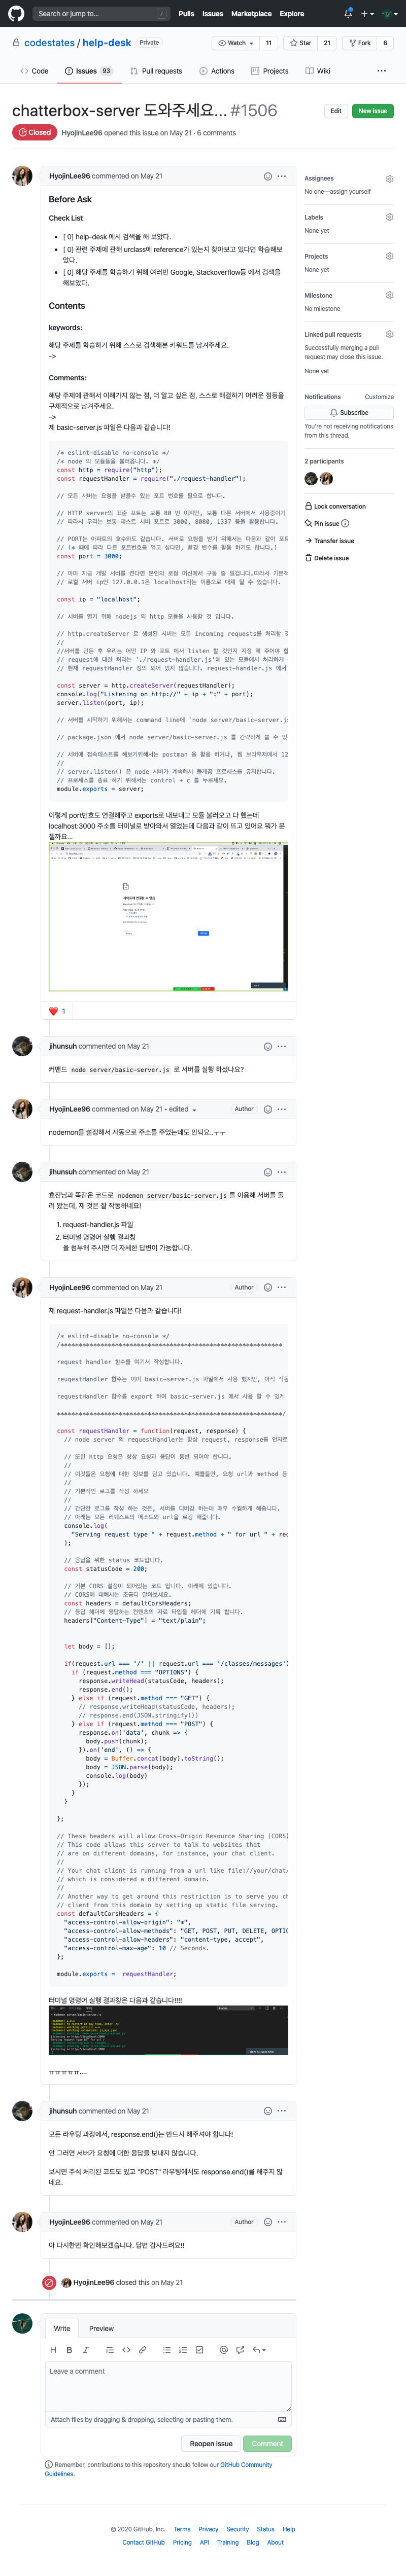 Search or jump to...
/
Pulls Issues Marketplace Explore
codestates / help-desk Private
Watch 11 Star 21 Fork 6
Code Issues 93 Pull requests Actions Projects Wiki
chatterbox-server 도와주세요... #1506
Edit New issue
Closed HyojinLee96 opened this issue on May 21 · 6 comments
HyojinLee96 commented on May 21
Before Ask
Check List
[ 0] help-desk 에서 검색을 해 보았다.
[ 0] 관련 주제에 관해 urclass에 reference가 있는지 찾아보고 있다면 학습해보
았다.
[ 0] 해당 주제를 학습하기 위해 여러번 Google, Stackoverflow등 에서 검색을
해보았다.
Contents
keywords:
해당 주제를 학습하기 위해 스스로 검색해본 키워드를 남겨주세요.
->
Comments:
해당 주제에 관해서 이해가지 않는 점, 더 알고 싶은 점, 스스로 해결하기 어려운 점등을
구체적으로 남겨주세요.
->
제 basic-server.js 파일은 다음과 같습니다!
/* eslint-disable no-console */
/* node 의 모듈들을 불러옵니다. */
const http = require("http");
const requestHandler = require("./request-handler");
// 모든 서버는 요청을 받을수 있는 포트 번호를 필요로 합니다.
// HTTP server의 표준 포트는 보통 80 번 이지만, 보통 다른 서버에서 사용중이기
// 따라서 우리는 보통 테스트 서버 포트로 3000, 8080, 1337 등을 활용합니다.
// PORT는 아파트의 호수와도 같습니다. 서버로 요청을 받기 위해서는 다음과 같이 포트
// (* 때에 따라 다른 포트번호를 열고 싶다면, 환경 변수를 활용 하기도 합니다.)
const port = 3000;
// 아마 지금 개발 서버를 켠다면 본인의 로컬 머신에서 구동 중 일겁니다.따라서 기본적
// 로컬 서버 ip인 127.0.0.1은 localhost라는 이름으로 대체 될 수 있습니다.
const ip = "localhost";
// 서버를 열기 위해 nodejs 의 http 모듈을 사용할 것 입니다.
// http.createServer 로 생성된 서버는 모든 incoming requests를 처리할 것
//
//서버를 만든 후 우리는 어떤 IP 와 포트 에서 listen 할 것인지 지정 해 주어야 합
// request에 대한 처리는 './request-handler.js'에 있는 모듈에서 처리하게
// 현재 requestHandler 정의 되어 있지 않습니다. request-handler.js 에서
const server = http.createServer(requestHandler);
console.log("Listening on http://" + ip + ":" + port);
server.listen(port, ip);
// 서버를 시작하기 위해서는 command line에 `node server/basic-server.js
// package.json 에서 node server/basic-server.js 를 간략하게 쓸 수 있
// 서버에 접속테스트를 해보기위해서는 postman 을 활용 하거나, 웹 브라우저에서 12
//
// server.listen() 은 node 서버가 계속해서 돌게끔 프로세스를 유지합니다.
// 프로세스를 종료 하기 위해서는 control + c 를 누르세요.
module.exports = server;
이렇게 port번호도 연결해주고 exports로 내보내고 모듈 불러오고 다 했는데
localhost:3000 주소를 터미널로 받아와서 열었는데 다음과 같이 뜨고 있어요 뭐가 문
젤까요...
1
jihunsuh commented on May 21
커맨드 node server/basic-server.js 로 서버를 실행 하셨나요?
HyojinLee96 commented on May 21 • edited Author
nodemon을 설정해서 자동으로 주소를 주었는데도 안되요..ㅜㅜ
jihunsuh commented on May 21
효진님과 똑같은 코드로 nodemon server/basic-server.js 를 이용해 서버를 돌
려 봤는데, 제 것은 잘 작동하네요!
1. request-handler.js 파일
2. 터미널 명령어 실행 결과창
을 첨부해 주시면 더 자세한 답변이 가능합니다.
HyojinLee96 commented on May 21 Author
제 request-handler.js 파일은 다음과 같습니다!
/* eslint-disable no-console */
/*************************************************************
request handler 함수를 여기서 작성합니다.
reuqestHandler 함수는 이미 basic-server.js 파일에서 사용 했지만, 아직 작동
requestHandler 함수를 export 하여 basic-server.js 에서 사용 할 수 있게
**************************************************************/
const requestHandler = function(request, response) {
// node server 의 requestHandler는 항상 request, response를 인자로
// 또한 http 요청은 항상 요청과 응답이 동반 되어야 합니다.
//
// 이것들은 요청에 대한 정보를 담고 있습니다. 예를들면, 요청 url과 method 등
//
// 기본적인 로그를 작성 하세요
//
// 간단한 로그를 작성 하는 것은, 서버를 디버깅 하는데 매우 수월하게 해줍니다.
// 아래는 모든 리퀘스트의 메소드와 url을 로깅 해줍니다.
console.log(
"Serving request type " + request.method + " for url " + rec
);
// 응답을 위한 status 코드입니다.
const statusCode = 200;
// 기본 CORS 설정이 되어있는 코드 입니다. 아래에 있습니다.
// CORS에 대해서는 조금더 알아보세요.
const headers = defaultCorsHeaders;
// 응답 헤더에 응답하는 컨텐츠의 자료 타입을 헤더에 기록 합니다.
headers["Content-Type"] = "text/plain";
let body = [];
if(request.url === '/' || request.url === '/classes/messages')
if (request.method === "OPTIONS") {
response.writeHead(statusCode, headers);
response.end();
} else if (request.method === "GET") {
// response.writeHead(statusCode, headers);
// response.end(JSON.stringify())
} else if (request.method === "POST") {
response.on('data', chunk => {
body.push(chunk);
}).on('end', () => {
body = Buffer.concat(body).toString();
body = JSON.parse(body);
console.log(body)
});
}
}
};
// These headers will allow Cross-Origin Resource Sharing (CORS)
// This code allows this server to talk to websites that
// are on different domains, for instance, your chat client.
//
// Your chat client is running from a url like file://your/chat/
// which is considered a different domain.
//
// Another way to get around this restriction is to serve you ch
// client from this domain by setting up static file serving.
const defaultCorsHeaders = {
"access-control-allow-origin": "*",
"access-control-allow-methods": "GET, POST, PUT, DELETE, OPTIO
"access-control-allow-headers": "content-type, accept",
"access-control-max-age": 10 // Seconds.
};
module.exports = requestHandler;
터미널 명령어 실행 결과창은 다음과 같습니다!!!!
ㅠㅠㅠㅠㅠ....
jihunsuh commented on May 21
모든 라우팅 과정에서, response.end()는 반드시 해주셔야 합니다!
안 그러면 서버가 요청에 대한 응답을 보내지 않습니다.
보시면 주석 처리된 코드도 있고 "POST" 라우팅에서도 response.end()를 해주지 않
네요.
HyojinLee96 commented on May 21 Author
아 다시한번 확인해보겠습니다. 답변 감사드려요!!
HyojinLee96 closed this on May 21
Write Preview
Leave a comment
Attach files by dragging & dropping, selecting or pasting them.
Reopen issue Comment
Remember, contributions to this repository should follow our GitHub Community
Guidelines.
Assignees
No one—assign yourself
Labels
None yet
Projects
None yet
Milestone
No milestone
Linked pull requests
Successfully merging a pull
request may close this issue.
None yet
Notifications Customize
Subscribe
You're not receiving notifications
from this thread.
2 participants
Lock conversation
Pin issue
Transfer issue
Delete issue
© 2020 GitHub, Inc. Terms Privacy Security Status Help
Contact GitHub Pricing API Training Blog About